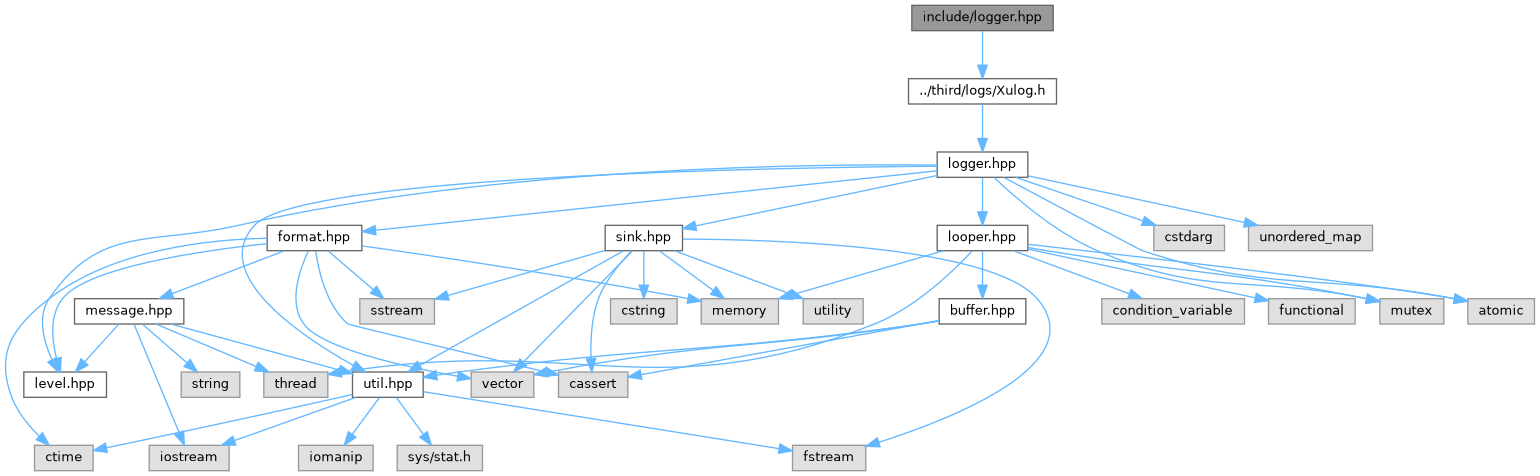 include/logger.hpp
../third/logs/Xulog.h
logger.hpp
format.hpp
sink.hpp
looper.hpp
cstdarg
unordered_map
message.hpp
sstream
cstring
memory
utility
buffer.hpp
condition_variable
functional
mutex
atomic
level.hpp
string
thread
util.hpp
vector
cassert
ctime
iostream
iomanip
sys/stat.h
fstream